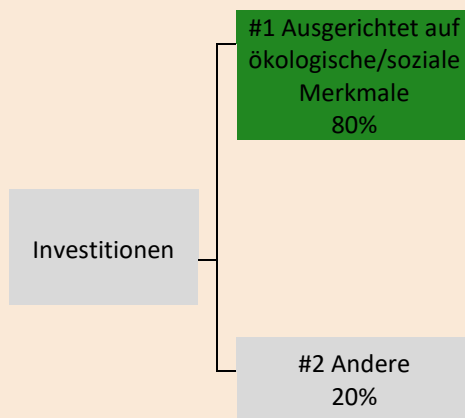 #1 Ausgerichtet auf
ökologische/soziale
Merkmale
80%
Investitionen
#2 Andere
20%